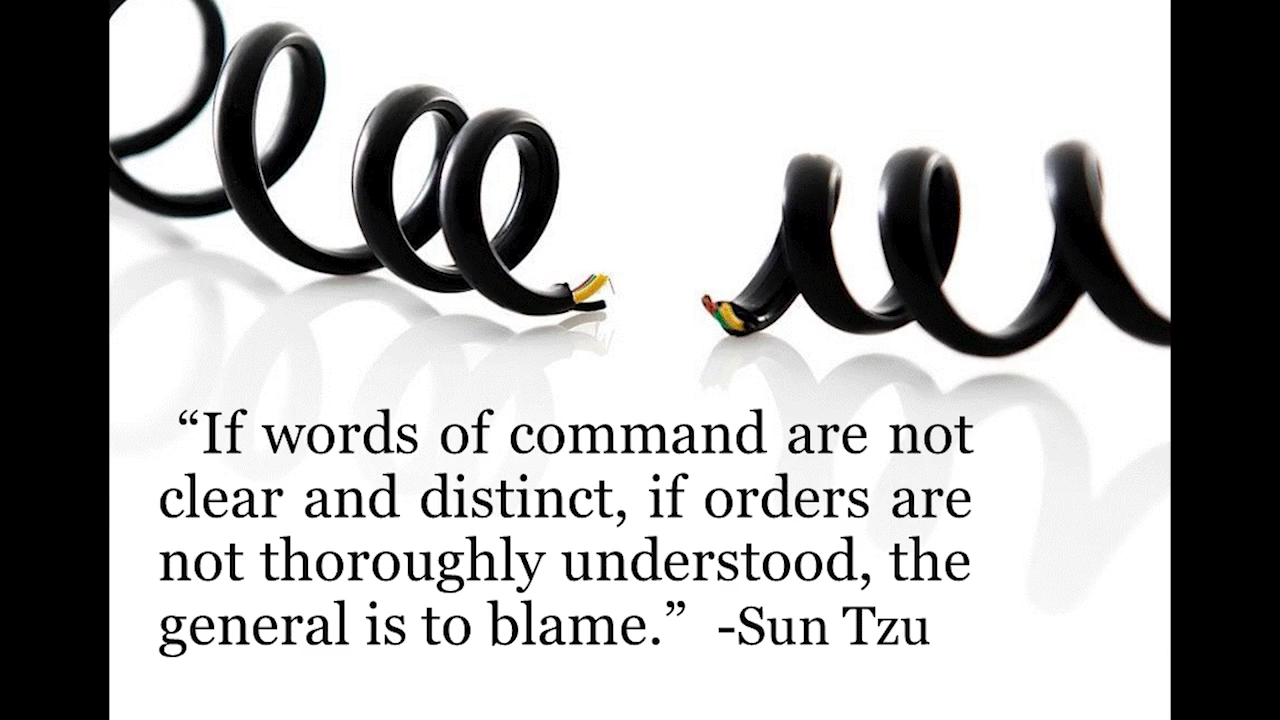 “If words of command are not
clear and distinct, if orders are
not thoroughly understood, the
general is to blame.” -Sun Tzu